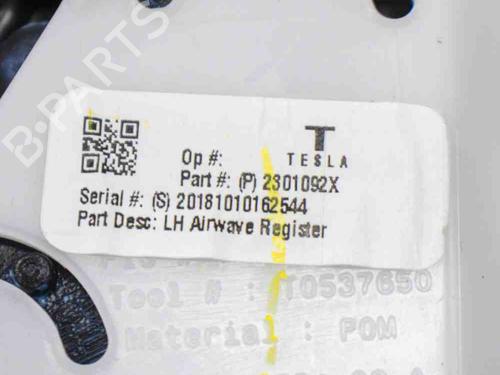 B-PARTS
T
TESLA
Op #:
Part #: (P) 2301092X
Serial #: (S) 20181010162544
Part Desc: LH Airwave Register
Tool # : T0537650
Material : POM